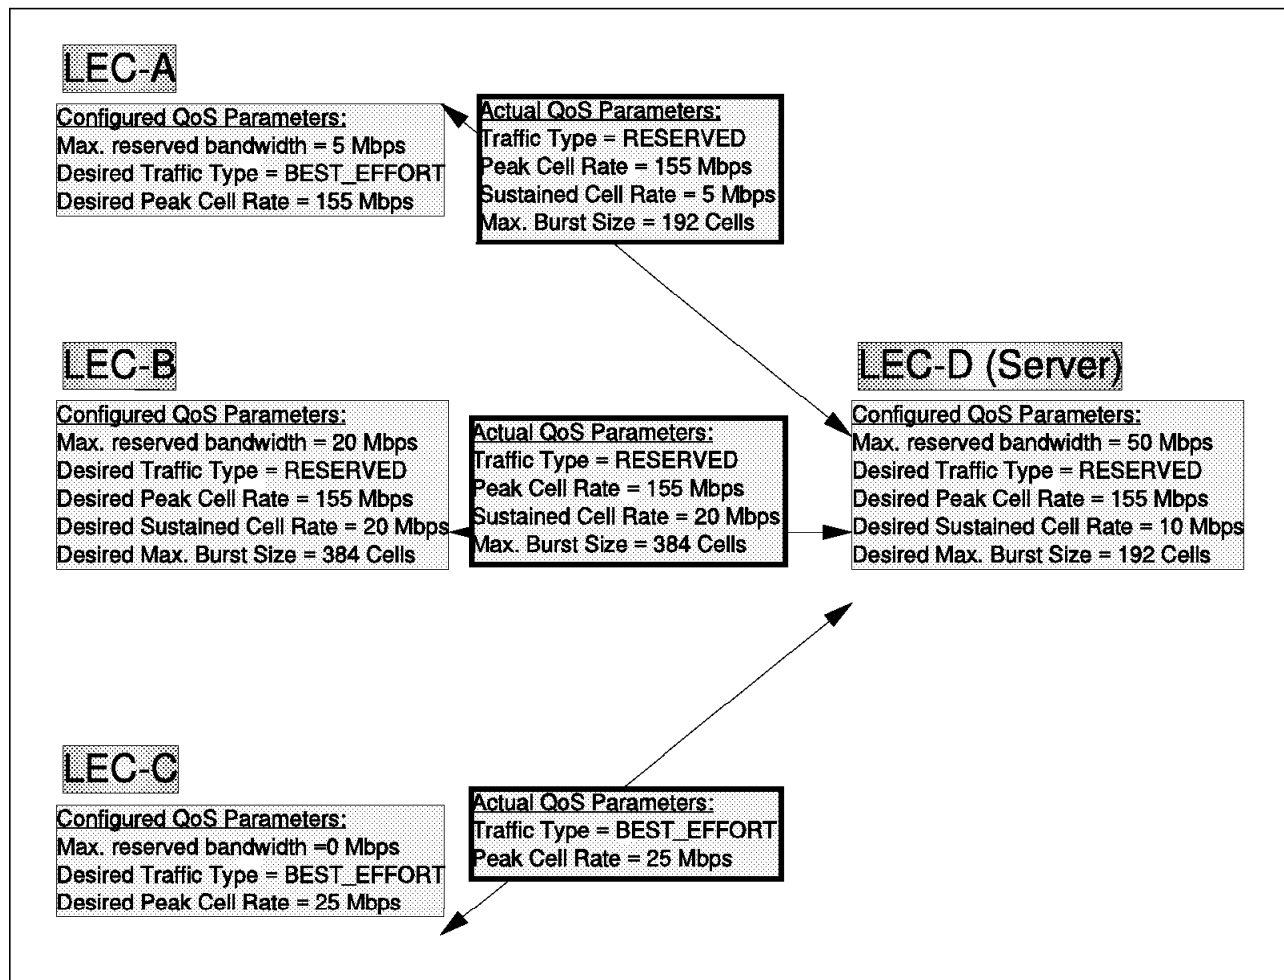 LEC-A
Configured QoS Parameters:
Max. reserved bandwidth = 5 Mbps
Desired Traffic Type = BEST_EFFORT
Desired Peak Cell Rate = 155 Mbps
Actual QoS Parameters:
Traffic Type = RESERVED
Peak Cell Rate = 155 Mbps
Sustained Cell Rate = 5 Mbps
Max. Burst Size = 192 Cells
LEC-B
Configured QoS Parameters:
Max. reserved bandwidth = 20 Mbps
Desired Traffic Type = RESERVED
Desired Peak Cell Rate = 155 Mbps
Desired Sustained Cell Rate = 20 Mbps
Desired Max. Burst Size = 384 Cells
Actual QoS Parameters:
Traffic Type = RESERVED
Peak Cell Rate = 155 Mbps
Sustained Cell Rate = 20 Mbps
Max. Burst Size = 384 Cells
LEC-D (Server)
Configured QoS Parameters:
Max. reserved bandwidth = 50 Mbps
Desired Traffic Type = RESERVED
Desired Peak Cell Rate = 155 Mbps
Desired Sustained Cell Rate = 10 Mbps
Desired Max. Burst Size = 192 Cells
LEC-C
Configured QoS Parameters:
Max. reserved bandwidth =0 Mbps
Desired Traffic Type = BEST_EFFORT
Desired Peak Cell Rate = 25 Mbps
Actual QoS Parameters:
Traffic Type = BEST_EFFORT
Peak Cell Rate = 25 Mbps